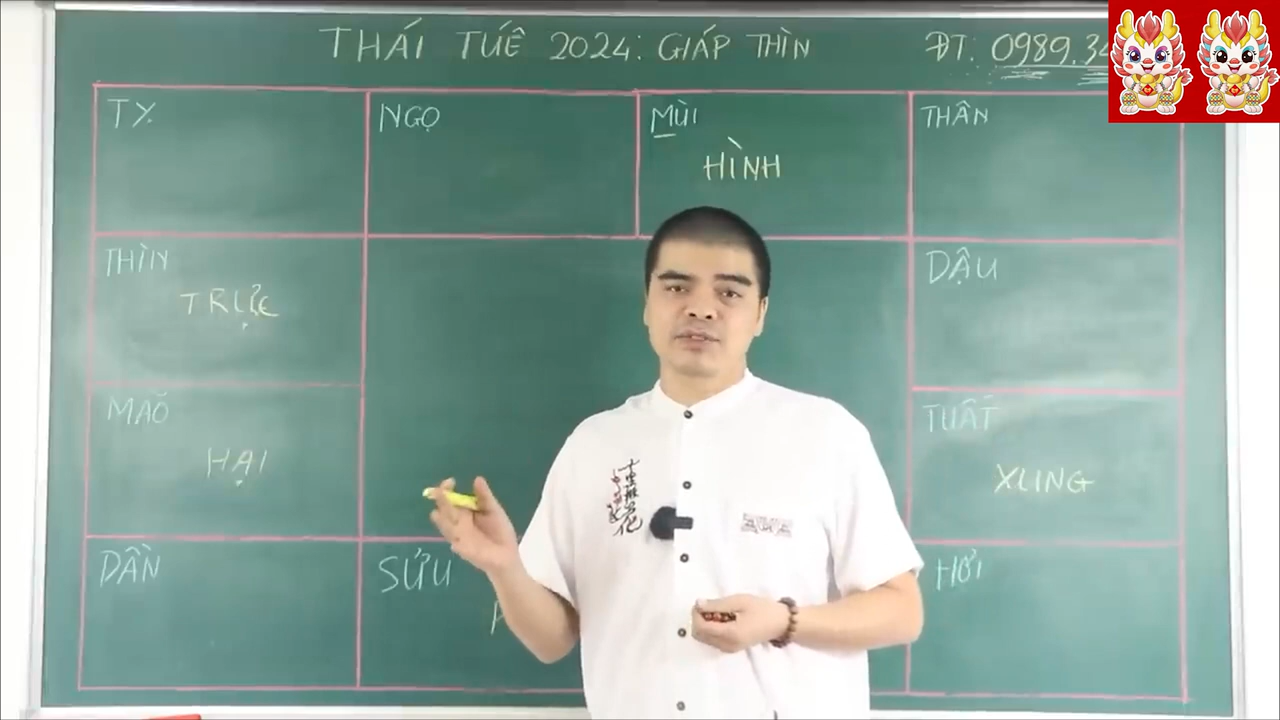 THÁI TUẾ 2024: GIÁP THÌN
ĐT: 0989.34
TỴ
NGỌ
MÙI
HÌNH
THÂN
THÌN
TRỰC
DẬU
MÃO
HẠI
TUẤT
XUNG
DẦN
SỬU
HỢI